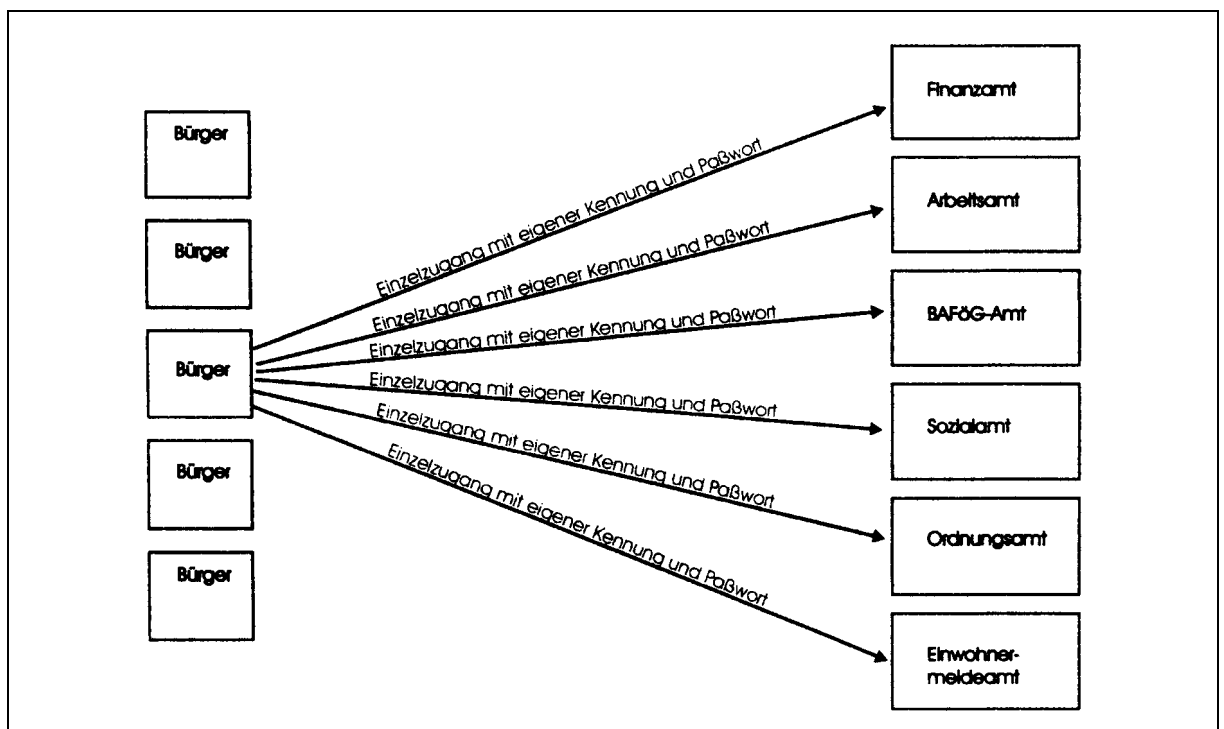 Bürger
Bürger
Bürger
Bürger
Bürger
Einzelzugang mit eigener Kennung und Paßwort
Einzelzugang mit eigener Kennung und Paßwort
Einzelzugang mit eigener Kennung und Paßwort
Einzelzugang mit eigener Kennung und Paßwort
Einzelzugang mit eigener Kennung und Paßwort
Einzelzugang mit eigener Kennung und Paßwort
Finanzamt
Arbeitsamt
BAFöG-Amt
Sozialamt
Ordnungsamt
Einwohner-
meldeamt